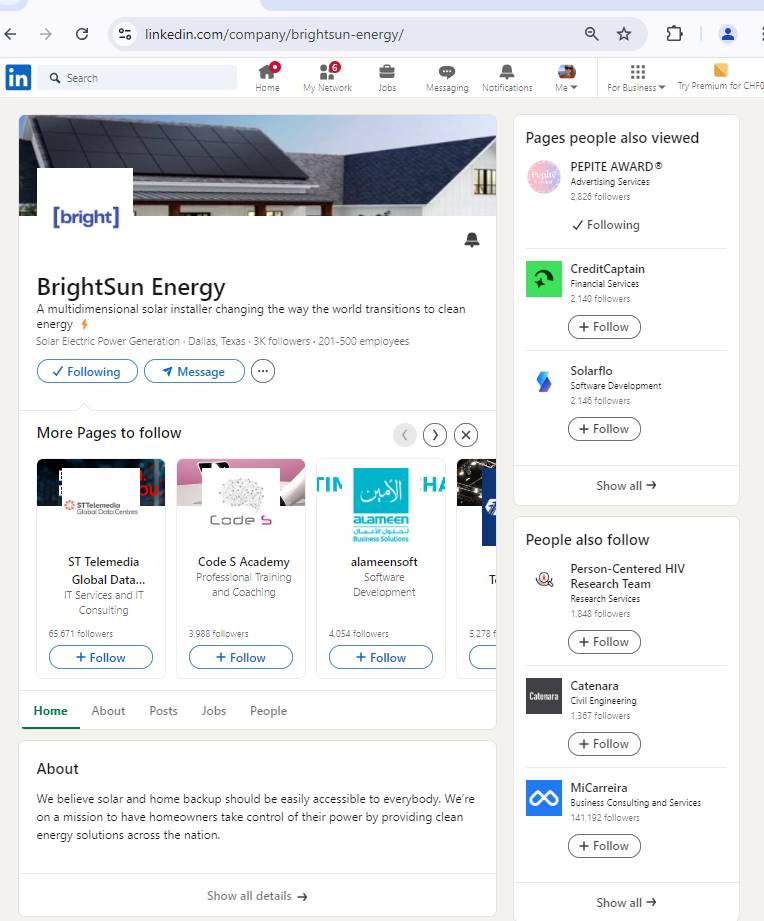 linkedin.com/company/brightsun-energy/
in
Search
Home
6
My Network
Jobs
Messaging
Notifications
Me
For Business
Try Premium for CHF0
[bright]
BrightSun Energy
A multidimensional solar installer changing the way the world transitions to clean
energy ⚡
Solar Electric Power Generation · Dallas, Texas · 3K followers · 201-500 employees
✓ Following
Message
...
More Pages to follow
ST Telemedia
Global Data Centres
ST Telemedia
Global Data...
IT Services and IT
Consulting
65,671 followers
+ Follow
Code S
Code S Academy
Professional Training
and Coaching
3,988 followers
+ Follow
الأمين
ALAMEEN
حلول الأعمال
Business Solutions
alameensoft
Software
Development
4,054 followers
+ Follow
5,278 f
Home
About
Posts
Jobs
People
About
We believe solar and home backup should be easily accessible to everybody. We're
on a mission to have homeowners take control of their power by providing clean
energy solutions across the nation.
Show all details →
Pages people also viewed
Pepite
PEPITE AWARD®
Advertising Services
2,826 followers
✓ Following
CreditCaptain
Financial Services
2,140 followers
+ Follow
Solarflo
Software Development
2,146 followers
+ Follow
Show all →
People also follow
Person-Centered HIV
Research Team
Research Services
1,848 followers
+ Follow
Catenara
Catenara
Civil Engineering
1,367 followers
+ Follow
MiCarreira
Business Consulting and Services
141,192 followers
+ Follow
Show all →